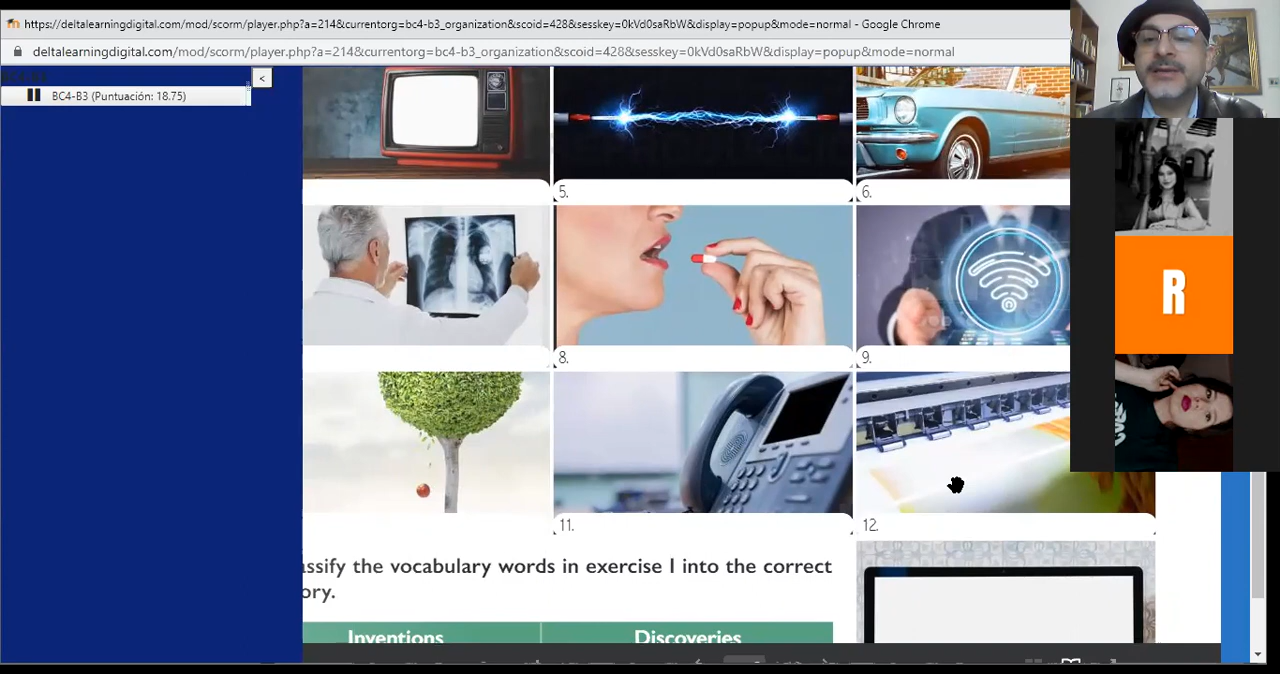 https://deltalearningdigital.com/mod/scorm/player.php?a=214&currentorg=bc4-b3_organization&scoid=428&sesskey=0kVd0saRbW&display=popup&mode=normal - Google Chrome
deltalearningdigital.com/mod/scorm/player.php?a=214&currentorg=bc4-b3_organization&scoid=428&sesskey=0kVd0saRbW&display=popup&mode=normal
BC4-B3
<
BC4-B3 (Puntuación: 18.75)
5.
6.
R
8.
9.
11.
12.
assify the vocabulary words in exercise I into the correct
ory.
Inventions
Discoveries